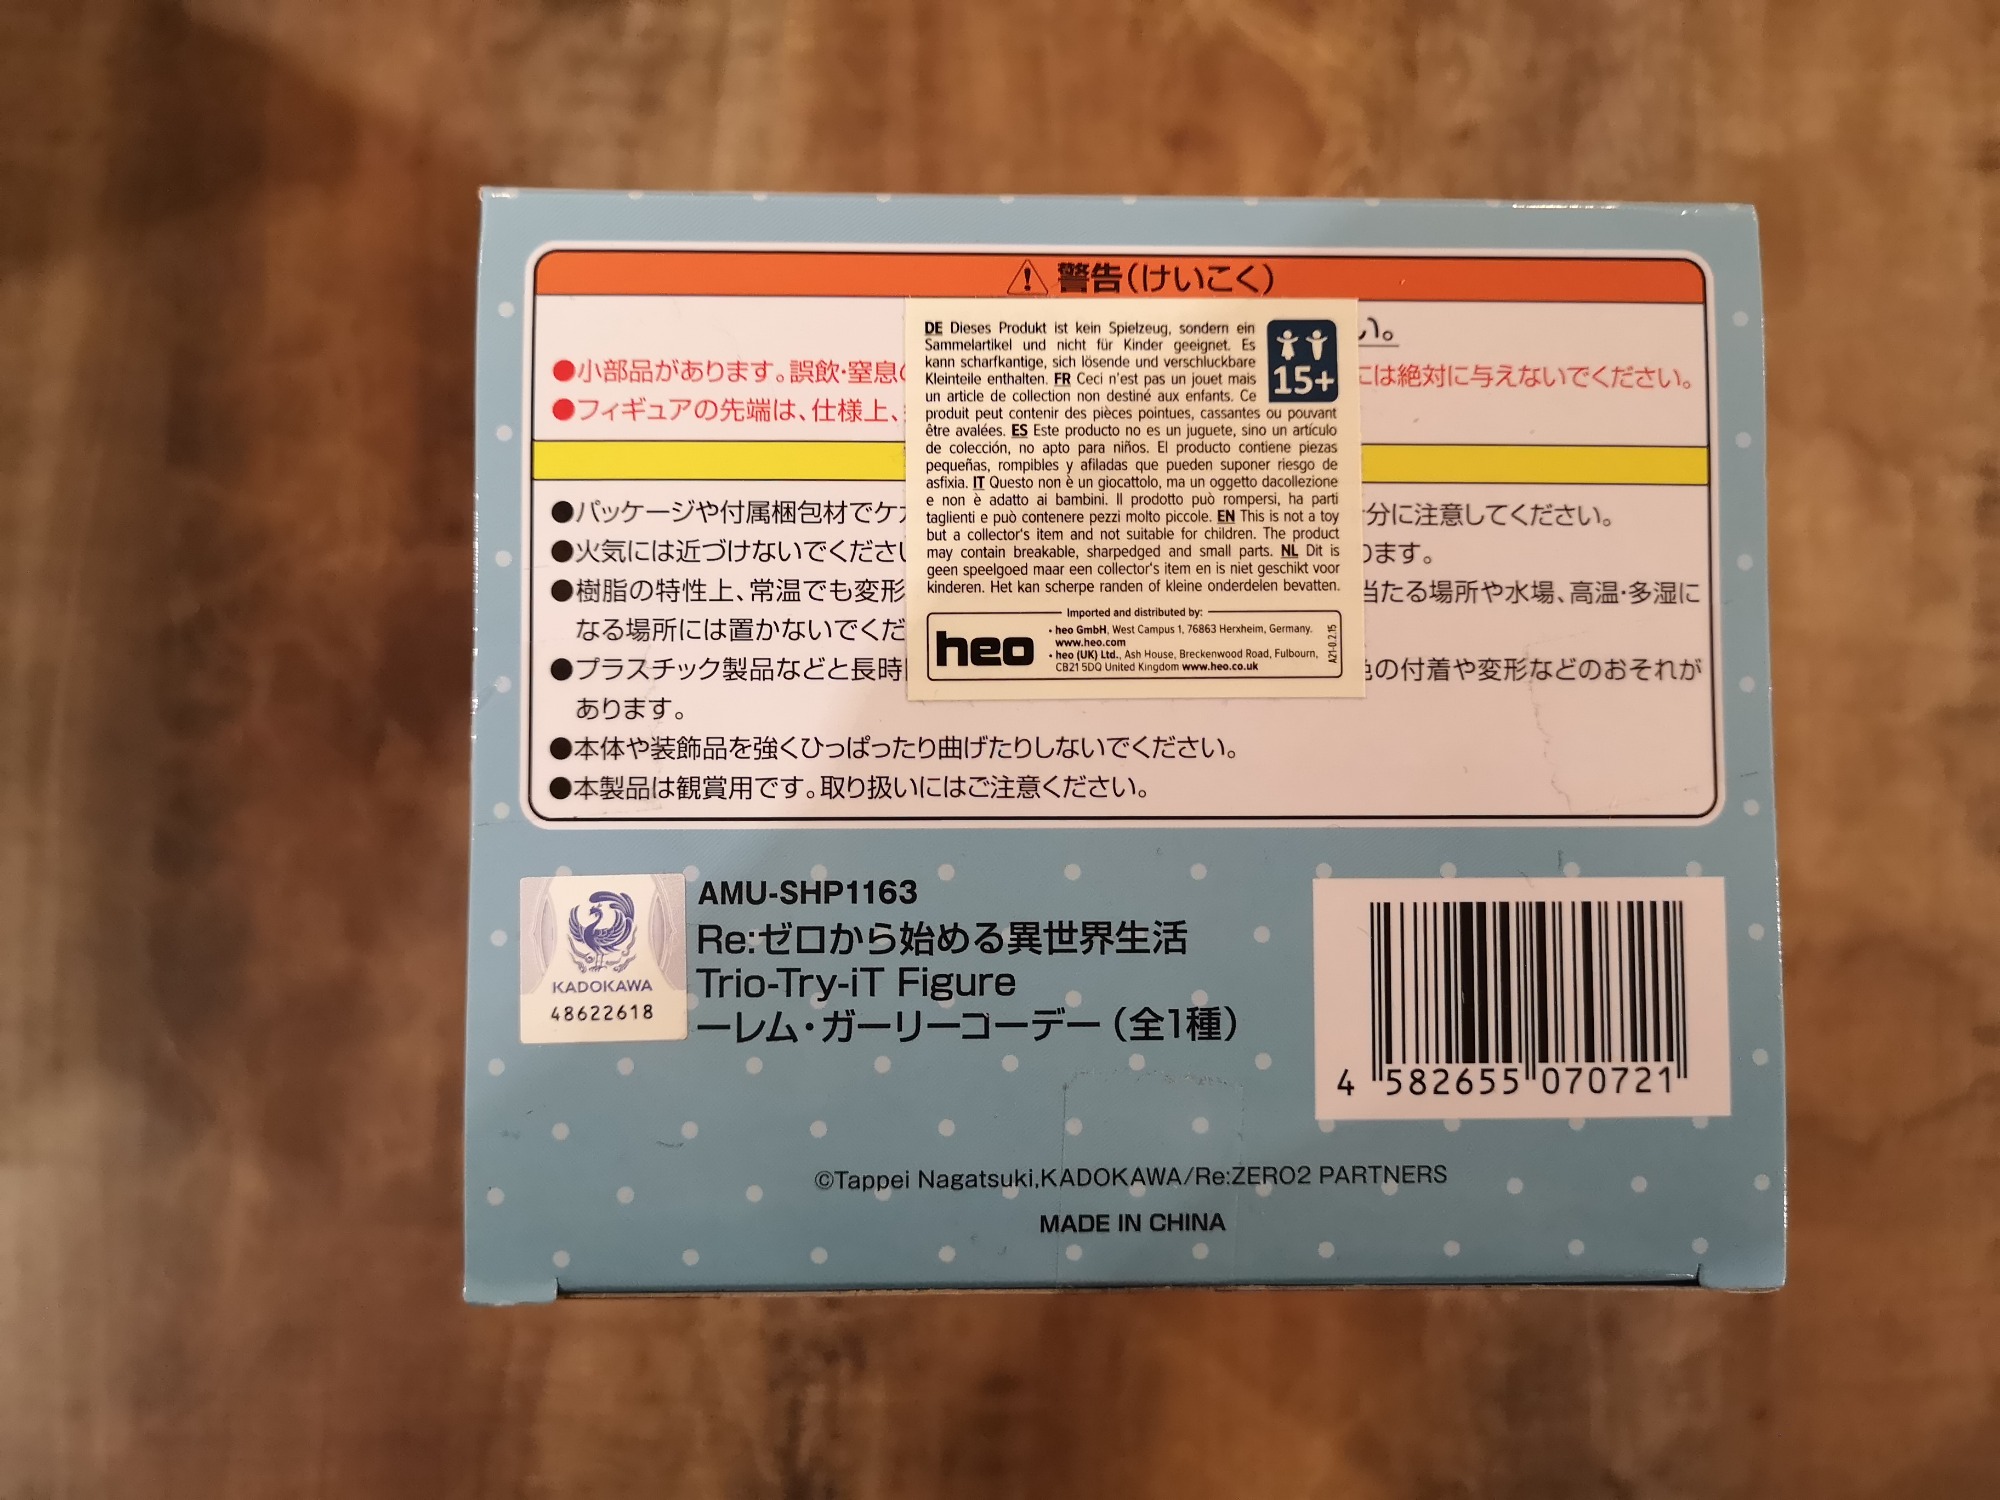 警告(けいこく)
い。
●小部品があります。誤飲・窒息の
には絶対に与えないでください。
●フィギュアの先端は、仕様上、
●パッケージや付属梱包材でケガ
分に注意してください。
●火気には近づけないでくださし
ります。
●樹脂の特性上、常温でも変形
当たる場所や水場、高温・多湿に
なる場所には置かないでくだ
●プラスチック製品などと長時
色の付着や変形などのおそれが
あります。
●本体や装飾品を強くひっぱったり曲げたりしないでください。
●本製品は観賞用です。取り扱いにはご注意ください。
DE Dieses Produkt ist kein Spielzeug, sondern ein
Sammelartikel und nicht für Kinder geeignet. Es
kann scharfkantige, sich lösende und verschluckbare
Kleinteile enthalten. FR Ceci n'est pas un jouet mais
un article de collection non destiné aux enfants. Ce
produit peut contenir des pièces pointues, cassantes ou pouvant
être avalées. ES Este producto no es un juguete, sino un artículo
de colección, no apto para niños. El producto contiene piezas
pequeñas, rompibles y afiladas que pueden suponer riesgo de
asfixia. IT Questo non è un giocattolo, ma un oggetto dacollezione
e non è adatto ai bambini. Il prodotto può rompersi, ha parti
taglienti e può contenere pezzi molto piccole. EN This is not a toy
but a collector's item and not suitable for children. The product
may contain breakable, sharpedged and small parts. NL Dit is
geen speelgoed maar een collector's item en is niet geschikt voor
kinderen. Het kan scherpe randen of kleine onderdelen bevatten.
15+
Imported and distributed by:
heo
• heo GmbH, West Campus 1, 76863 Herxheim, Germany.
www.heo.com
• heo (UK) Ltd., Ash House, Breckenwood Road, Fulbourn,
CB21 5DQ United Kingdom www.heo.co.uk
A21-0.2.15
KADOKAWA
48622618
AMU-SHP1163
Re:ゼロから始める異世界生活
Trio-Try-iT Figure
ーレム・ガーリーコーデー(全1種)
4 582655 070721
©Tappei Nagatsuki,KADOKAWA/Re:ZERO2 PARTNERS
MADE IN CHINA